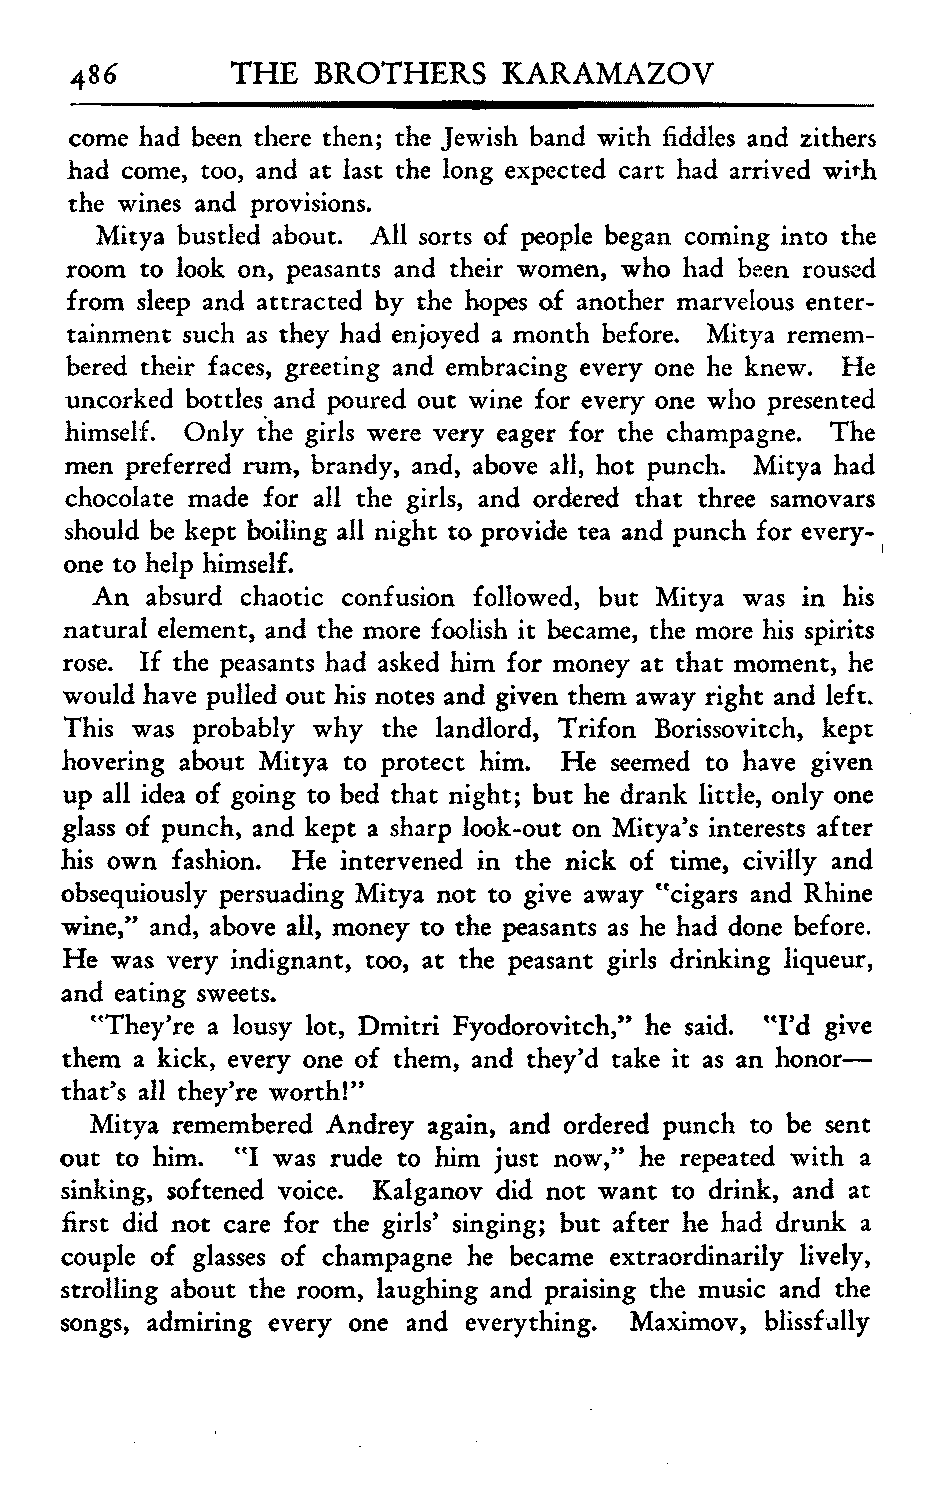 486 THE BROTHERS KARAMAZOV
come had been there then; the Jewish band with fiddles and zithers
had come, too, and at last the long expected cart had arrived with
the wines and provisions.
Mitya bustled about. All sorts of people began coming into the
room to look on, peasants and their women, who had been roused
from sleep and attracted by the hopes of another marvelous enter-
tainment such as they had enjoyed a month before. Mitya remem-
bered their faces, greeting and embracing every one he knew. He
uncorked bottles and poured out wine for every one who presented
himself. Only the girls were very eager for the champagne. The
men preferred rum, brandy, and, above all, hot punch. Mitya had
chocolate made for all the girls, and ordered that three samovars
should be kept boiling all night to provide tea and punch for every-
one to help himself.
An absurd chaotic confusion followed, but Mitya was in his
natural element, and the more foolish it became, the more his spirits
rose. If the peasants had asked him for money at that moment, he
would have pulled out his notes and given them away right and left.
This was probably why the landlord, Trifon Borissovitch, kept
hovering about Mitya to protect him. He seemed to have given
up all idea of going to bed that night; but he drank little, only one
glass of punch, and kept a sharp look-out on Mitya's interests after
his own fashion. He intervened in the nick of time, civilly and
obsequiously persuading Mitya not to give away "cigars and Rhine
wine," and, above all, money to the peasants as he had done before.
He was very indignant, too, at the peasant girls drinking liqueur,
and eating sweets.
"They're a lousy lot, Dmitri Fyodorovitch," he said. "I'd give
them a kick, every one of them, and they'd take it as an honor—
that's all they're worth!"
Mitya remembered Andrey again, and ordered punch to be sent
out to him. "I was rude to him just now," he repeated with a
sinking, softened voice. Kalganov did not want to drink, and at
first did not care for the girls' singing; but after he had drunk a
couple of glasses of champagne he became extraordinarily lively,
strolling about the room, laughing and praising the music and the
songs, admiring every one and everything. Maximov, blissfully